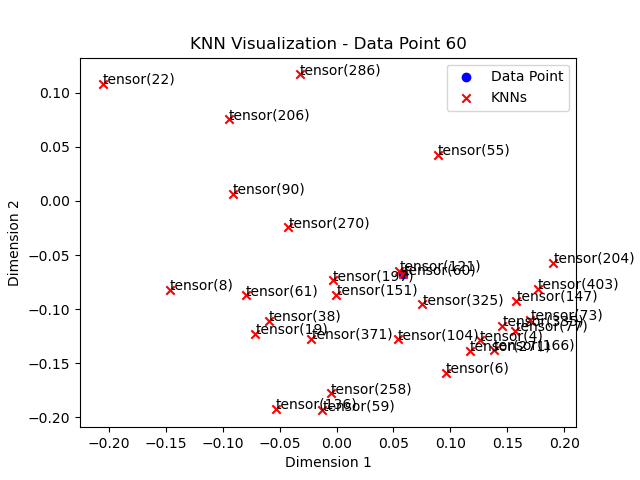 KNN Visualization - Data Point 60
Data Point
KNNs
tensor(22)
tensor(286)
tensor(206)
tensor(55)
tensor(90)
tensor(270)
tensor(121)
tensor(60)
tensor(204)
tensor(8)
tensor(151)
tensor(61)
tensor(403)
tensor(147)
tensor(325)
tensor(38)
tensor(19)
tensor(371)
tensor(104)
tensor(73)
tensor(77)
tensor(4)
tensor(271)
tensor(166)
tensor(6)
tensor(258)
tensor(136)
tensor(59)
0.10
0.05
0.00
−0.05
−0.10
−0.15
−0.20
Dimension 2
−0.20
−0.15
−0.10
−0.05
0.00
0.05
0.10
0.15
0.20
Dimension 1